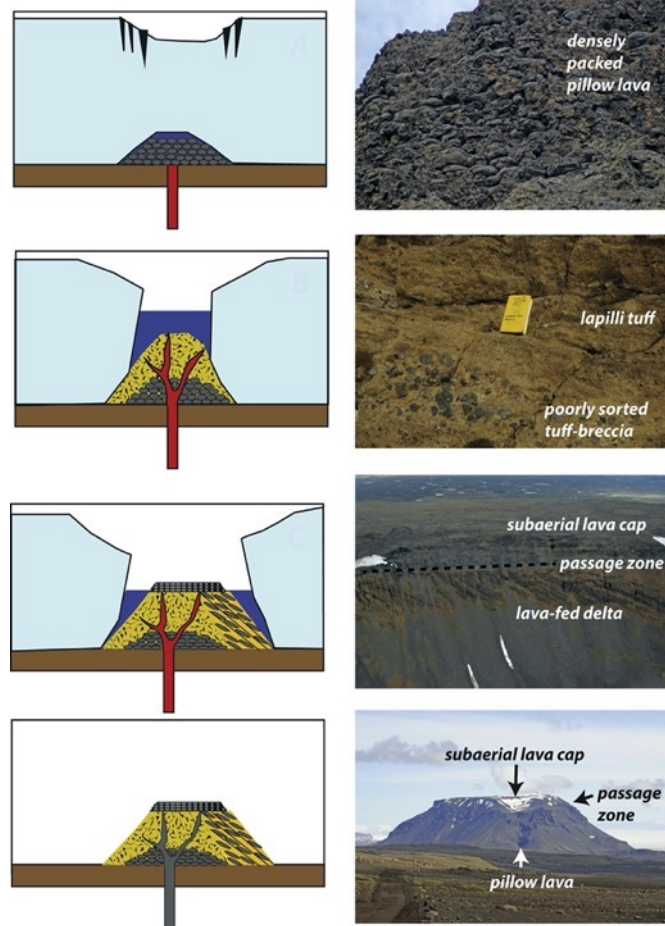 A
densely
packed
pillow lava
B
lapilli tuff
poorly sorted
tuff-breccia
C
subaerial lava cap
passage zone
lava-fed delta
subaerial lava cap
passage
zone
pillow lava